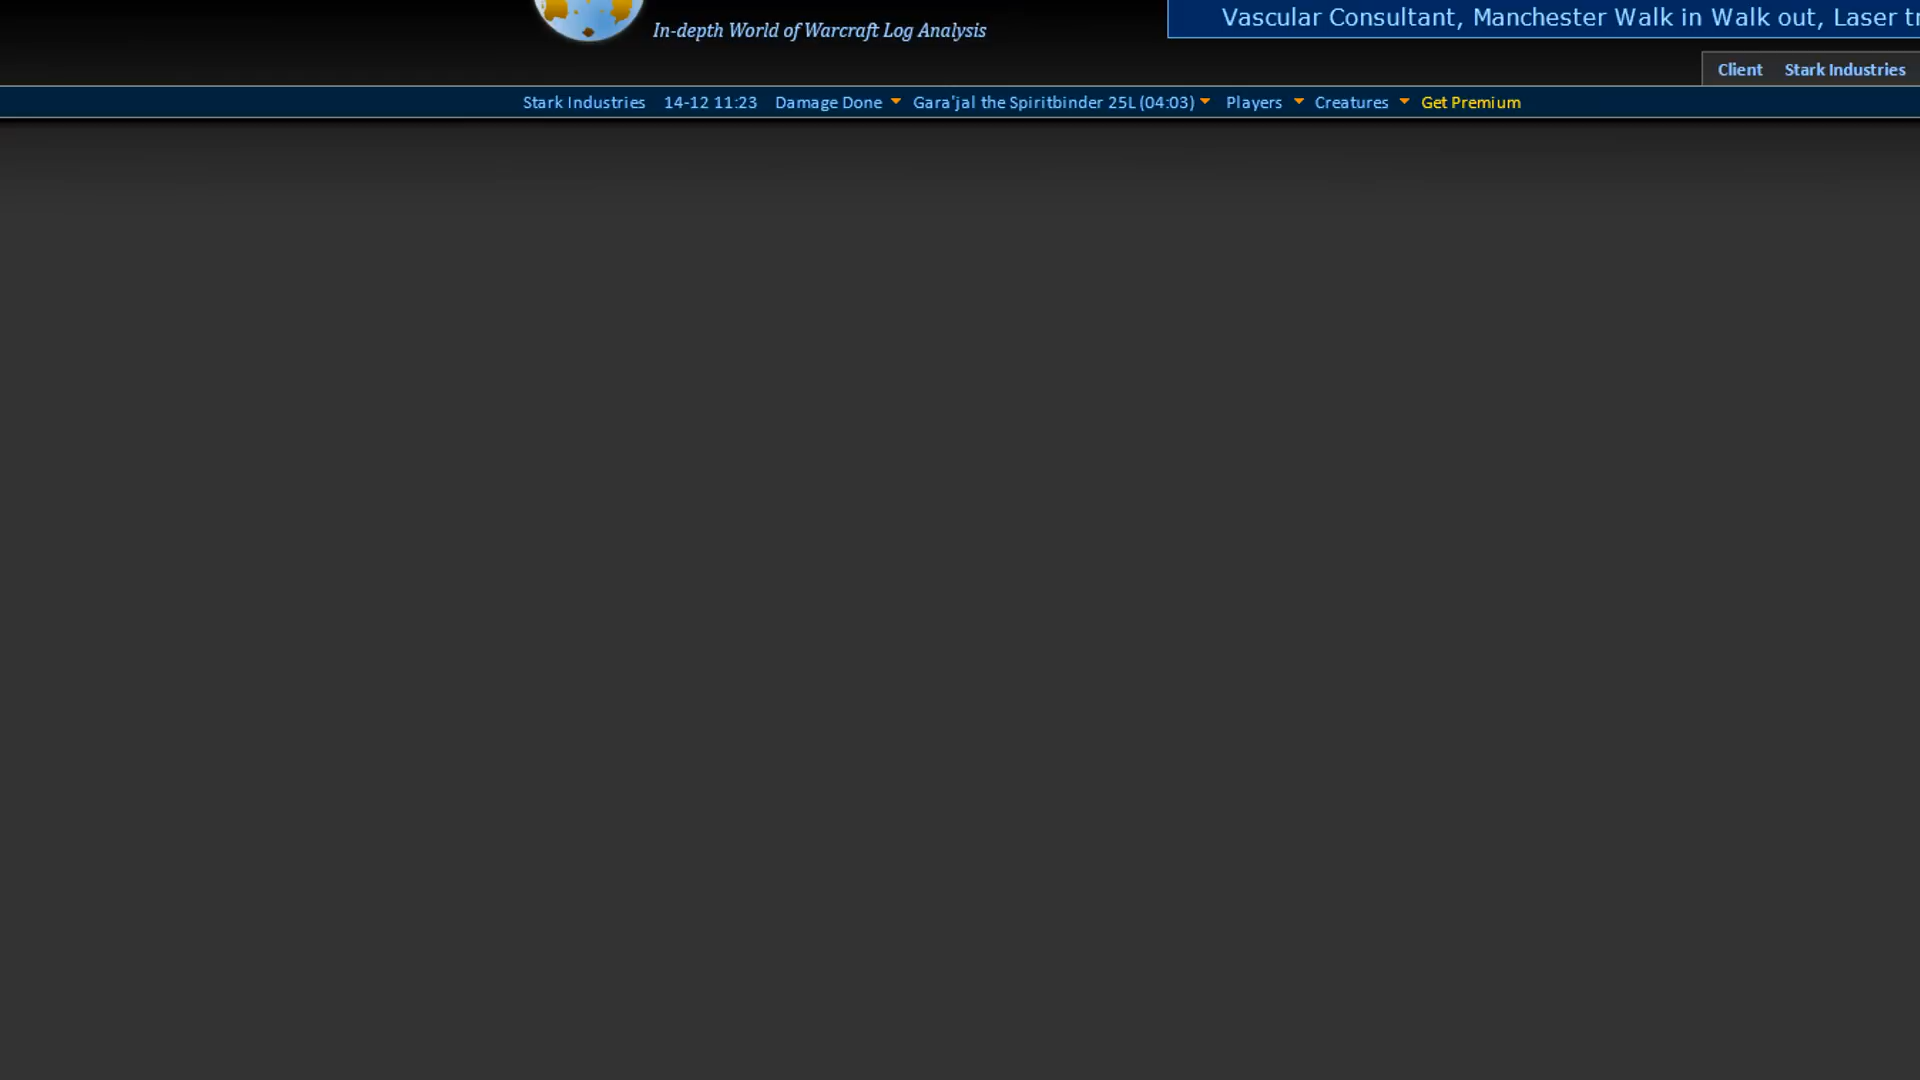 Vascular Consultant, Manchester Walk in Walk out, Laser
In-depth World of Warcraft Log Analysis
Client Stark Industries
Stark Industries 14-12 11:23 Damage Done Gara'jal the Spiritbinder 25L (04:03) Players Creatures Get Premium